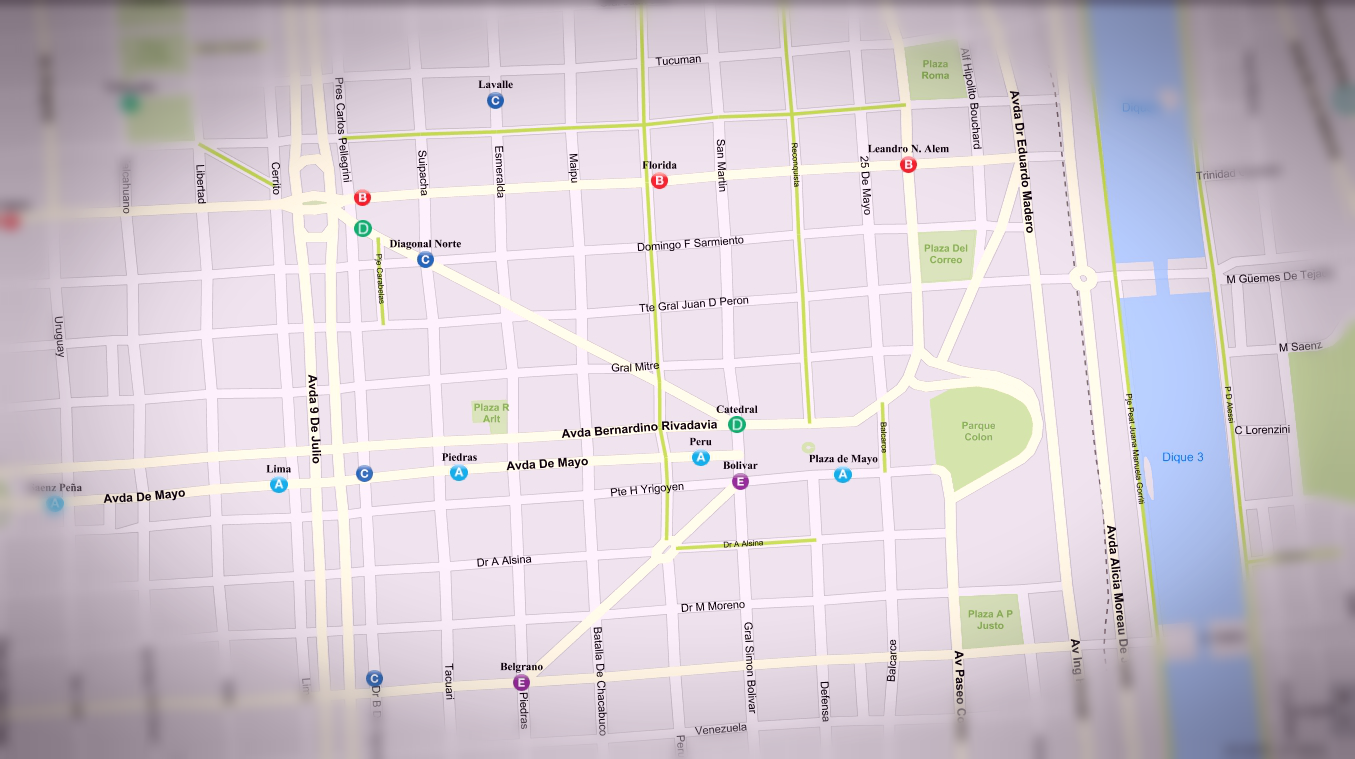 Tucuman
Plaza
Roma
Alf Hipolito Bouchard
Lavalle
C
Pres Carlos Pellegrini
Avda Dr Eduardo Madero
Leandro N. Alem
B
Florida
B
San Martin
Reconquista
25 De Mayo
Suipacha
Esmeralda
Maipu
Libertad
Cerrito
B
D
Diagonal Norte
C
Pje Carabelas
Domingo F Sarmiento
Plaza Del
Correo
M Güemes De
Tte Gral Juan D Peron
Uruguay
M Saenz
Gral Mitre
Avda 9 De Julio
Plaza R
Arlt
Catedral
D
Avda Bernardino Rivadavia
Parque
Colon
Balcarce
Pje Peat Juana Manuela Gorriti
P D Alessi
C Lorenzini
Peru
A
Piedras
A
Avda De Mayo
Plaza de Mayo
A
Dique 3
Lima
A
C
Bolivar
E
Saenz Peña
A
Avda De Mayo
Pte H Yrigoyen
Dr A Alsina
Dr A Alsina
Avda Alicia Moreau De
Dr M Moreno
Plaza A P
Justo
Batalla De Chacabuco
Gral Simon Bolivar
Balcarce
Av Paseo
Av Ing
Belgrano
E
C
Tacuari
Piedras
Defensa
Venezuela